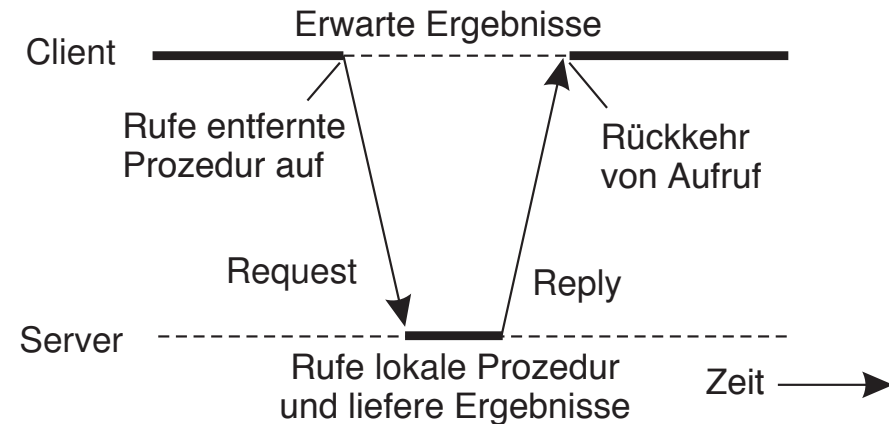 Erwarte Ergebnisse
Client
Rufe entfernte
Prozedur auf
Rückkehr
von Aufruf
Request
Reply
Server
Rufe lokale Prozedur
und liefere Ergebnisse
Zeit